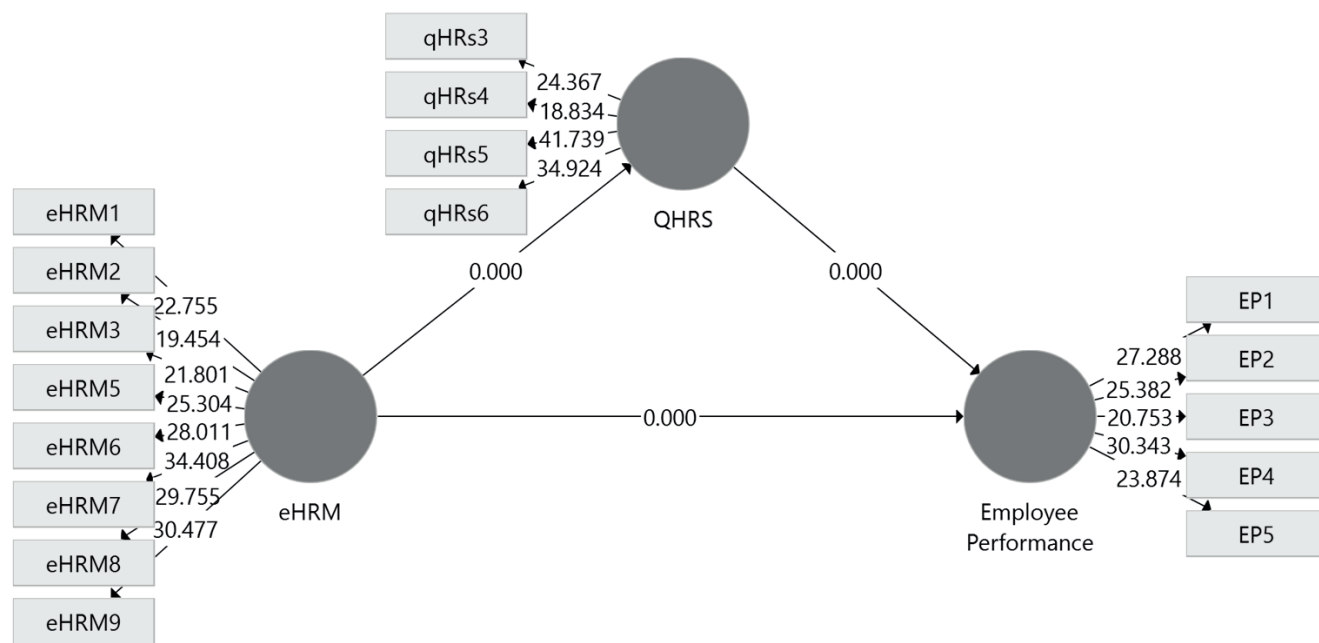 qHRs3
qHRs4
qHRs5
qHRs6
24.367
18.834
41.739
34.924
QHRS
0.000
0.000
eHRM1
eHRM2
eHRM3
eHRM5
eHRM6
eHRM7
eHRM8
eHRM9
22.755
19.454
21.801
25.304
28.011
34.408
29.755
30.477
eHRM
0.000
Employee
Performance
27.288
25.382
20.753
30.343
23.874
EP1
EP2
EP3
EP4
EP5